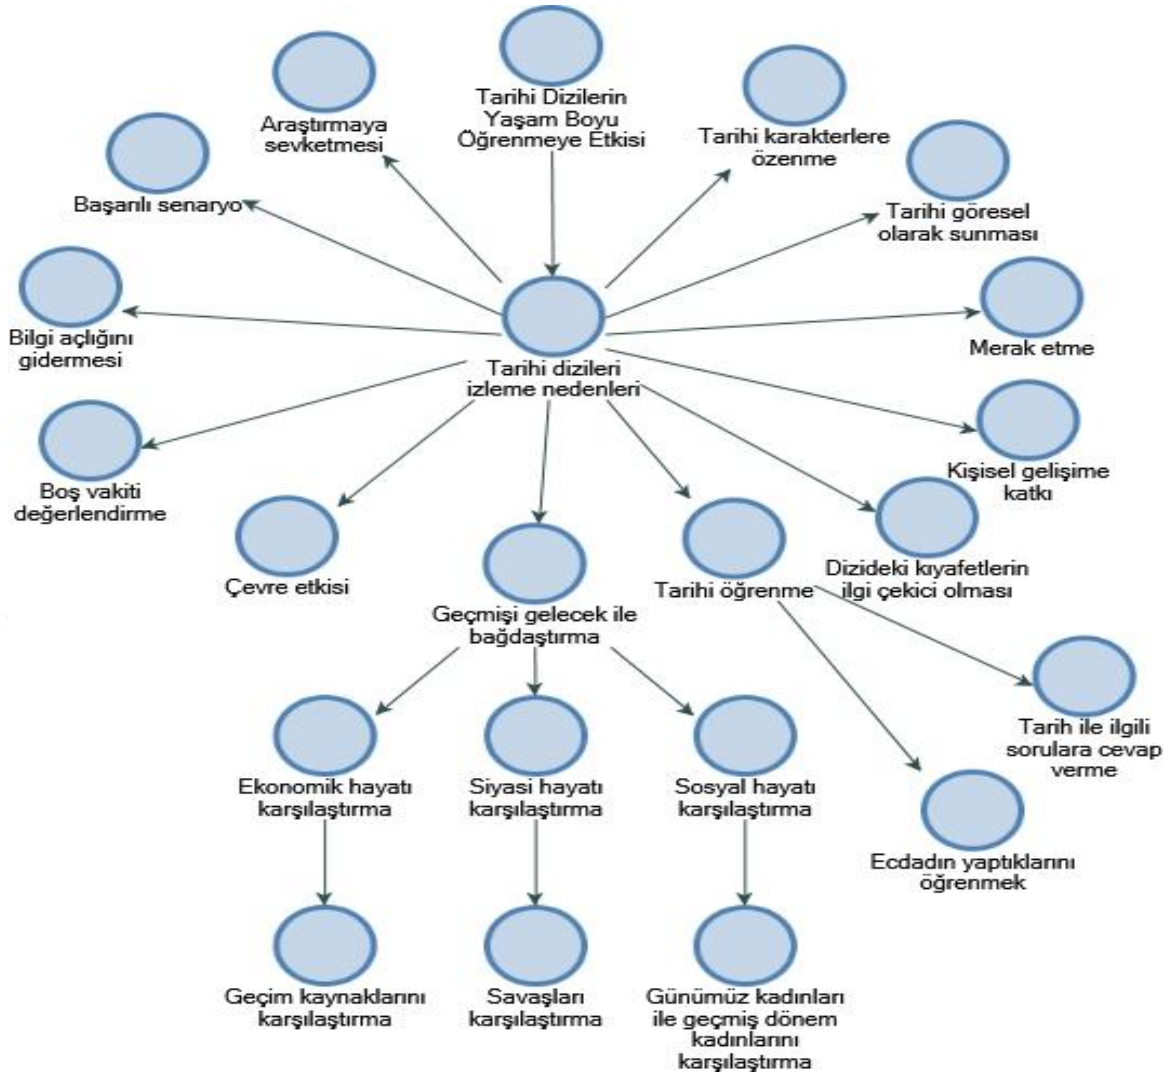 Tarihi Dizilerin
Yaşam Boyu
Öğrenmeye Etkisi
Araştırmaya
sevketmesi
Tarihi karakterlere
özenme
Başarılı senaryo
Tarihi göresel
olarak sunması
Bilgi açlığını
gidermesi
Merak etme
Tarihi dizileri
izleme nedenleri
Boş vakiti
değerlendirme
Kişisel gelişime
katkı
Çevre etkisi
Geçmişi gelecek ile
bağdaştırma
Tarihi öğrenme
Dizideki kıyafetlerin
ilgi çekici olması
Tarih ile ilgili
sorulara cevap
verme
Ekonomik hayatı
karşılaştırma
Siyasi hayatı
karşılaştırma
Sosyal hayatı
karşılaştırma
Ecdadın yaptıklarını
öğrenmek
Geçim kaynaklarını
karşılaştırma
Savaşları
karşılaştırma
Günümüz kadınları
ile geçmiş dönem
kadınlarını
karşılaştırma